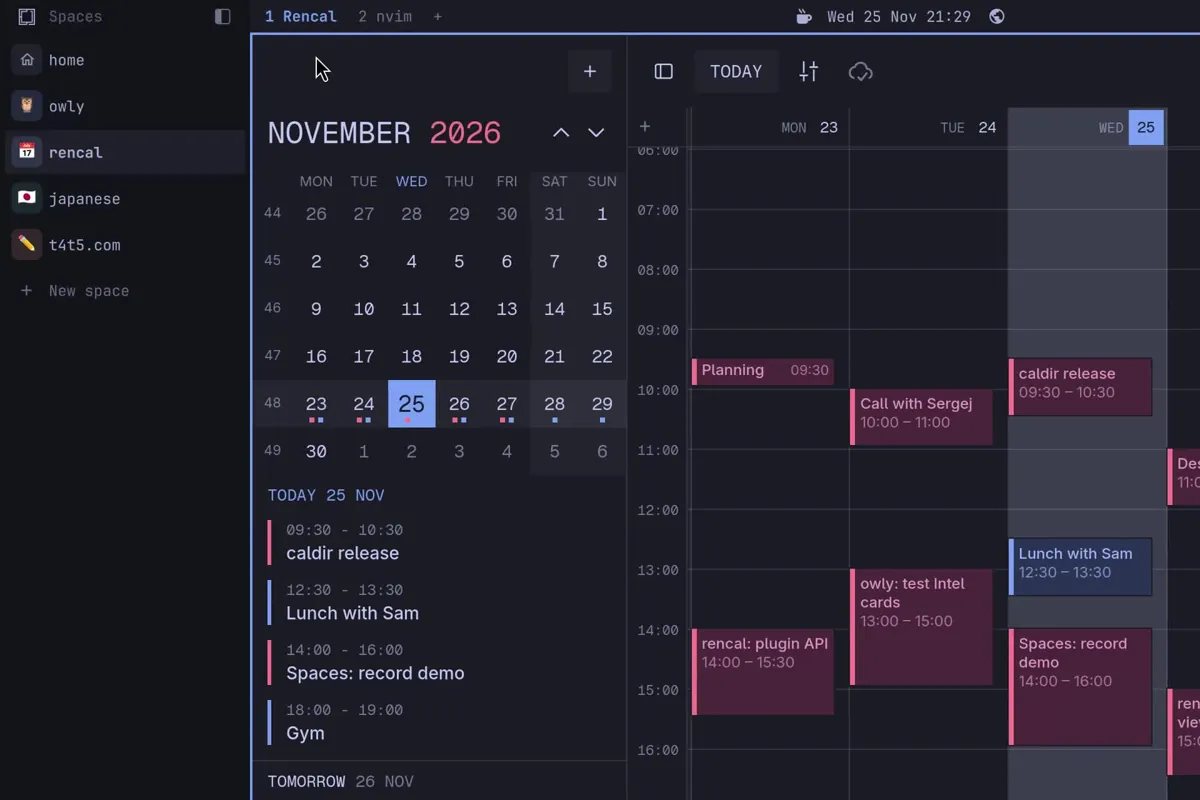 Spaces
home
owly
rencal
japanese
t4t5.com
+ New space
1 Rencal 2 nvim +
Wed 25 Nov 21:29
+
NOVEMBER 2026
MON TUE WED THU FRI SAT SUN
44 26 27 28 29 30 31 1
45 2 3 4 5 6 7 8
46 9 10 11 12 13 14 15
47 16 17 18 19 20 21 22
48 23 24 25 26 27 28 29
49 30 1 2 3 4 5 6
TODAY 25 NOV
09:30 - 10:30
caldir release
12:30 - 13:30
Lunch with Sam
14:00 - 16:00
Spaces: record demo
18:00 - 19:00
Gym
TOMORROW 26 NOV
TODAY
+ MON 23 TUE 24 WED 25
06:00
07:00
08:00
09:00
10:00
11:00
12:00
13:00
14:00
15:00
16:00
Planning 09:30
rencal: plugin API
14:00 – 15:30
Call with Sergej
10:00 – 11:00
owly: test Intel
cards
13:00 – 15:00
caldir release
09:30 – 10:30
Lunch with Sam
12:30 – 13:30
Spaces: record
demo
14:00 – 16:00